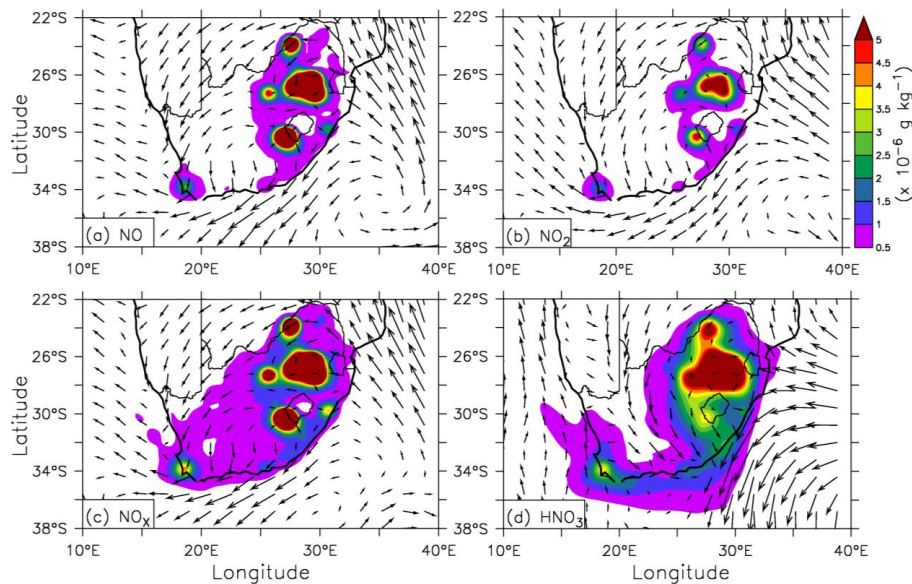 22°S
26°S
30°S
34°S
38°S
Latitude
(a) NO
10°E 20°E 30°E 40°E
22°S
26°S
30°S
34°S
38°S
(b) NO₂
10°E 20°E 30°E 40°E
5
4.5
4
3.5
3
2.5
2
1.5
1
0.5
(x 10⁻⁶ g kg⁻¹)
22°S
26°S
30°S
34°S
38°S
Latitude
(c) NOₓ
10°E 20°E 30°E 40°E
Longitude
22°S
26°S
30°S
34°S
38°S
(d) HNO₃
10°E 20°E 30°E 40°E
Longitude